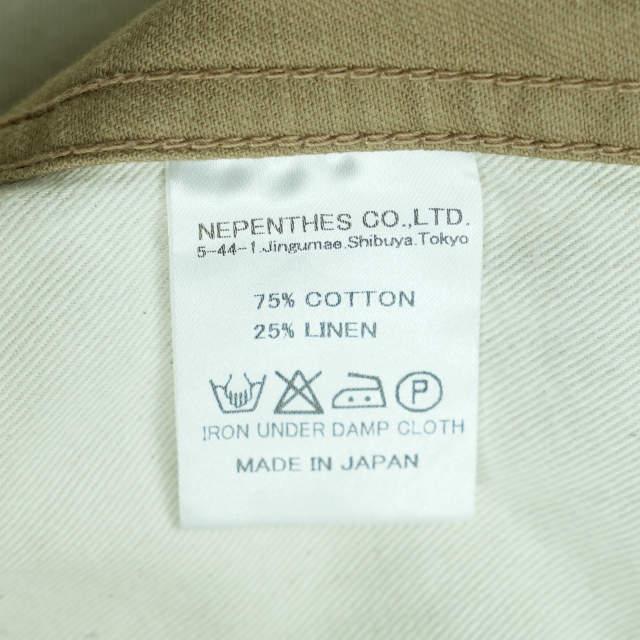 NEPENTHES CO.,LTD.
5-44-1.Jingumae.Shibuya.Tokyo
75% COTTON
25% LINEN
P
IRON UNDER DAMP CLOTH
MADE IN JAPAN